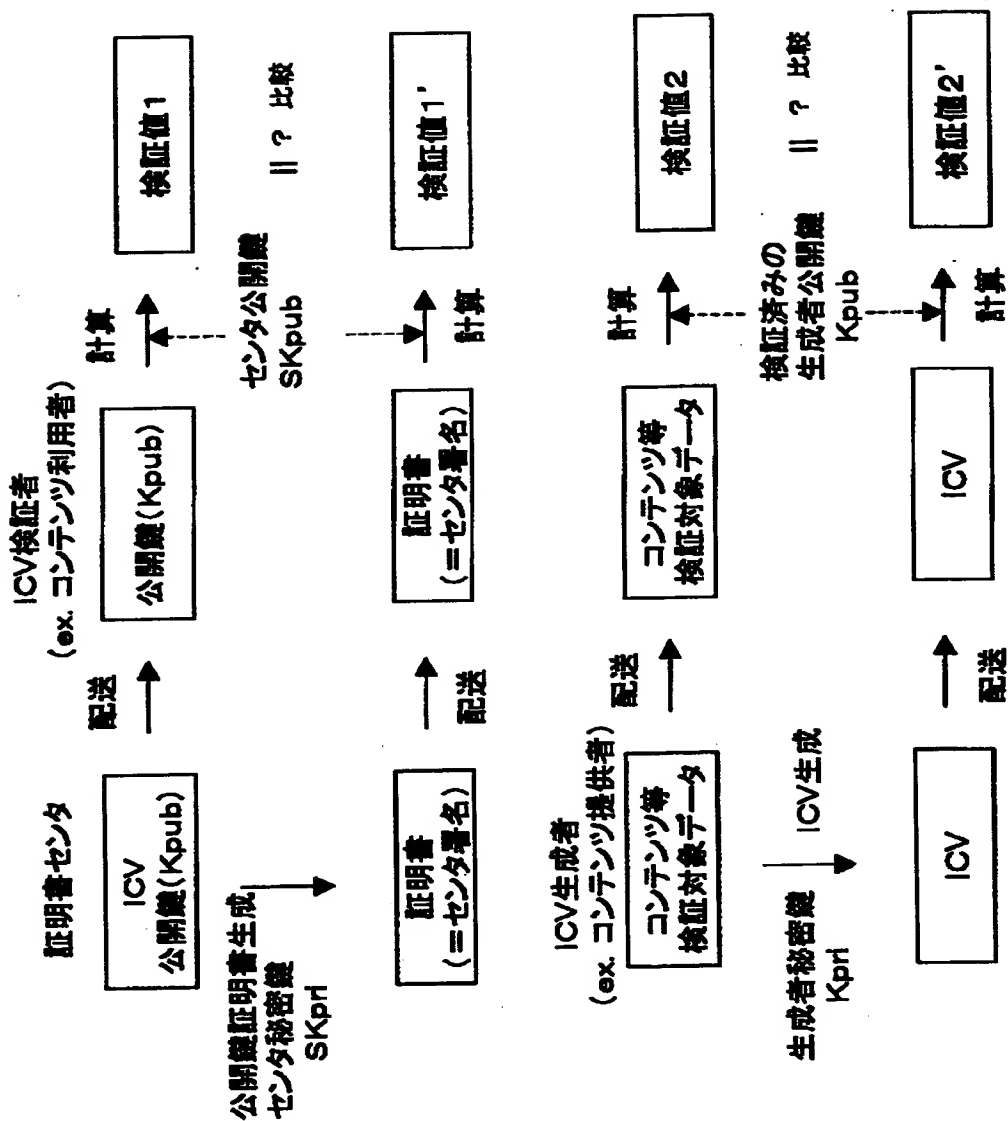 証明書センタ
ICV
公開鍵(Kpub)
配送
ICV検証者
(ex. コンテンツ利用者)
公開鍵(Kpub)
計算
検証値1
公開鍵証明書生成
センタ秘密鍵
SKpri
センタ公開鍵
SKpub
|| ? 比較
証明書
(=センタ署名)
配送
証明書
(=センタ署名)
計算
検証値1'
ICV生成者
(ex. コンテンツ提供者)
コンテンツ等
検証対象データ
配送
コンテンツ等
検証対象データ
計算
検証値2
生成者秘密鍵
Kpri
ICV生成
検証済みの
生成者公開鍵
Kpub
|| ? 比較
ICV
配送
ICV
計算
検証値2'